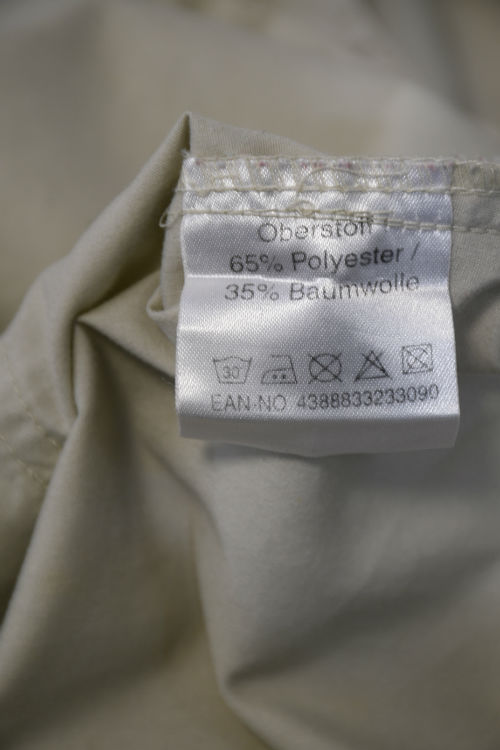 Oberstoff
65% Polyester /
35% Baumwolle
30
EAN-NO 4388833233090